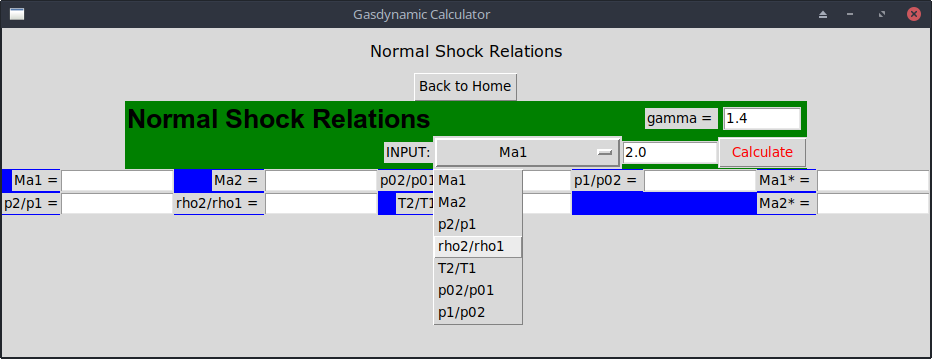 Gasdynamic Calculator
Normal Shock Relations
Back to Home
Normal Shock Relations gamma = 1.4
INPUT: Ma1 2.0 Calculate
Ma1 = Ma2 = p02/p01 p1/p02 = Ma1* =
p2/p1 = rho2/rho1 = T2/T1 Ma2* =
Ma1
Ma2
p2/p1
rho2/rho1
T2/T1
p02/p01
p1/p02